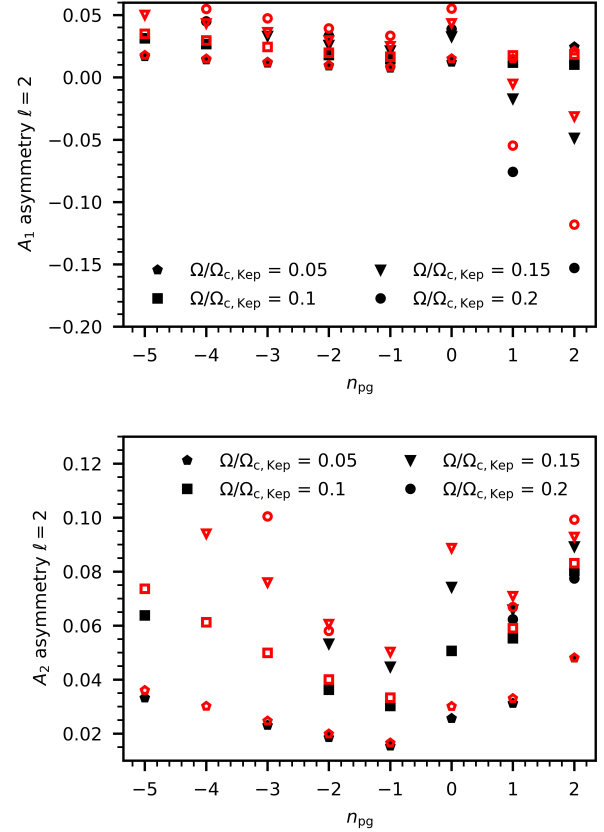 0.05
0.00
−0.05
−0.10
−0.15
−0.20
A₁ asymmetry ℓ = 2
Ω/Ωc, Kep = 0.05
Ω/Ωc, Kep = 0.1
Ω/Ωc, Kep = 0.15
Ω/Ωc, Kep = 0.2
−5 −4 −3 −2 −1 0 1 2
npg
0.12
0.10
0.08
0.06
0.04
0.02
A₂ asymmetry ℓ = 2
Ω/Ωc, Kep = 0.05
Ω/Ωc, Kep = 0.1
Ω/Ωc, Kep = 0.15
Ω/Ωc, Kep = 0.2
−5 −4 −3 −2 −1 0 1 2
npg